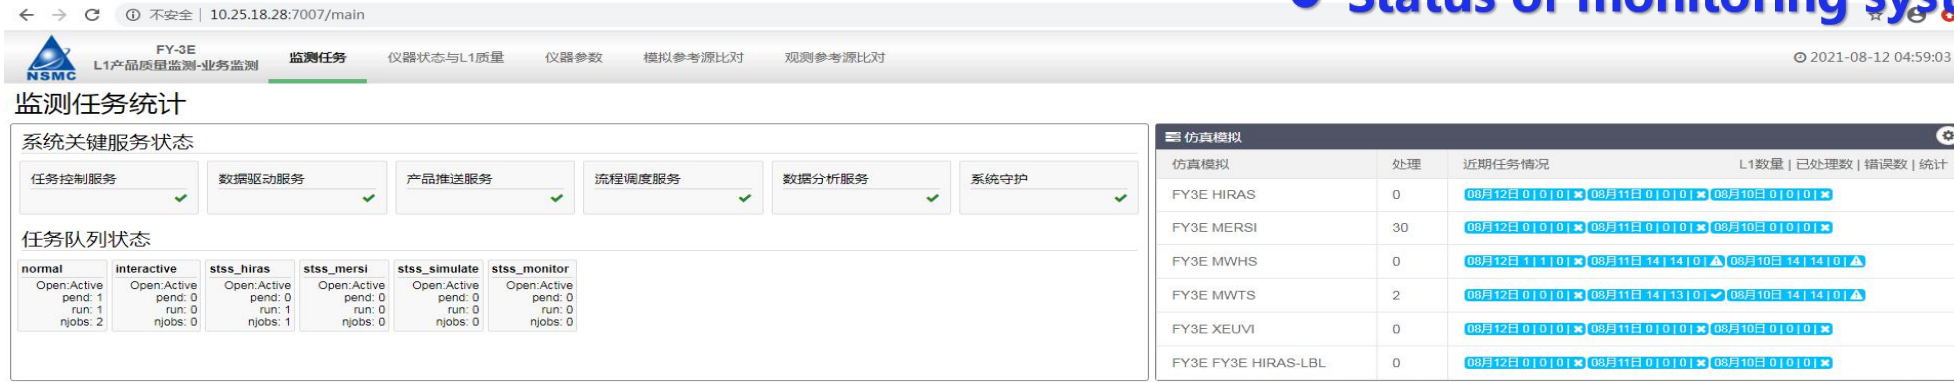 Status of monitoring syst
不安全 | 10.25.18.28:7007/main
NSMC
FY-3E
L1产品质量监测-业务监测
监测任务 仪器状态与L1质量 仪器参数 模拟参考源比对 观测参考源比对
2021-08-12 04:59:03
监测任务统计
系统关键服务状态
任务控制服务 数据驱动服务 产品推送服务 流程调度服务 数据分析服务 系统守护
任务队列状态
normal interactive stss_hiras stss_mersi stss_simulate stss_monitor
Open:Active Open:Active Open:Active Open:Active Open:Active Open:Active
pend: 1 pend: 0 pend: 0 pend: 0 pend: 0 pend: 0
run: 1 run: 0 run: 1 run: 0 run: 0 run: 0
njobs: 2 njobs: 0 njobs: 1 njobs: 0 njobs: 0 njobs: 0
仿真模拟
仿真模拟 处理 近期任务情况 L1数量 | 已处理数 | 错误数 | 统计
FY3E HIRAS 0 08月12日 0 | 0 | 0 | 08月11日 0 | 0 | 0 | 08月10日 0 | 0 | 0 |
FY3E MERSI 30 08月12日 0 | 0 | 0 | 08月11日 0 | 0 | 0 | 08月10日 0 | 0 | 0 |
FY3E MWHS 0 08月12日 1 | 1 | 0 | 08月11日 14 | 14 | 0 | 08月10日 14 | 14 | 0 |
FY3E MWTS 2 08月12日 0 | 0 | 0 | 08月11日 14 | 13 | 0 | 08月10日 14 | 14 | 0 |
FY3E XEUVI 0 08月12日 0 | 0 | 0 | 08月11日 0 | 0 | 0 | 08月10日 0 | 0 | 0 |
FY3E FY3E HIRAS-LBL 0 08月12日 0 | 0 | 0 | 08月11日 0 | 0 | 0 | 08月10日 0 | 0 | 0 |